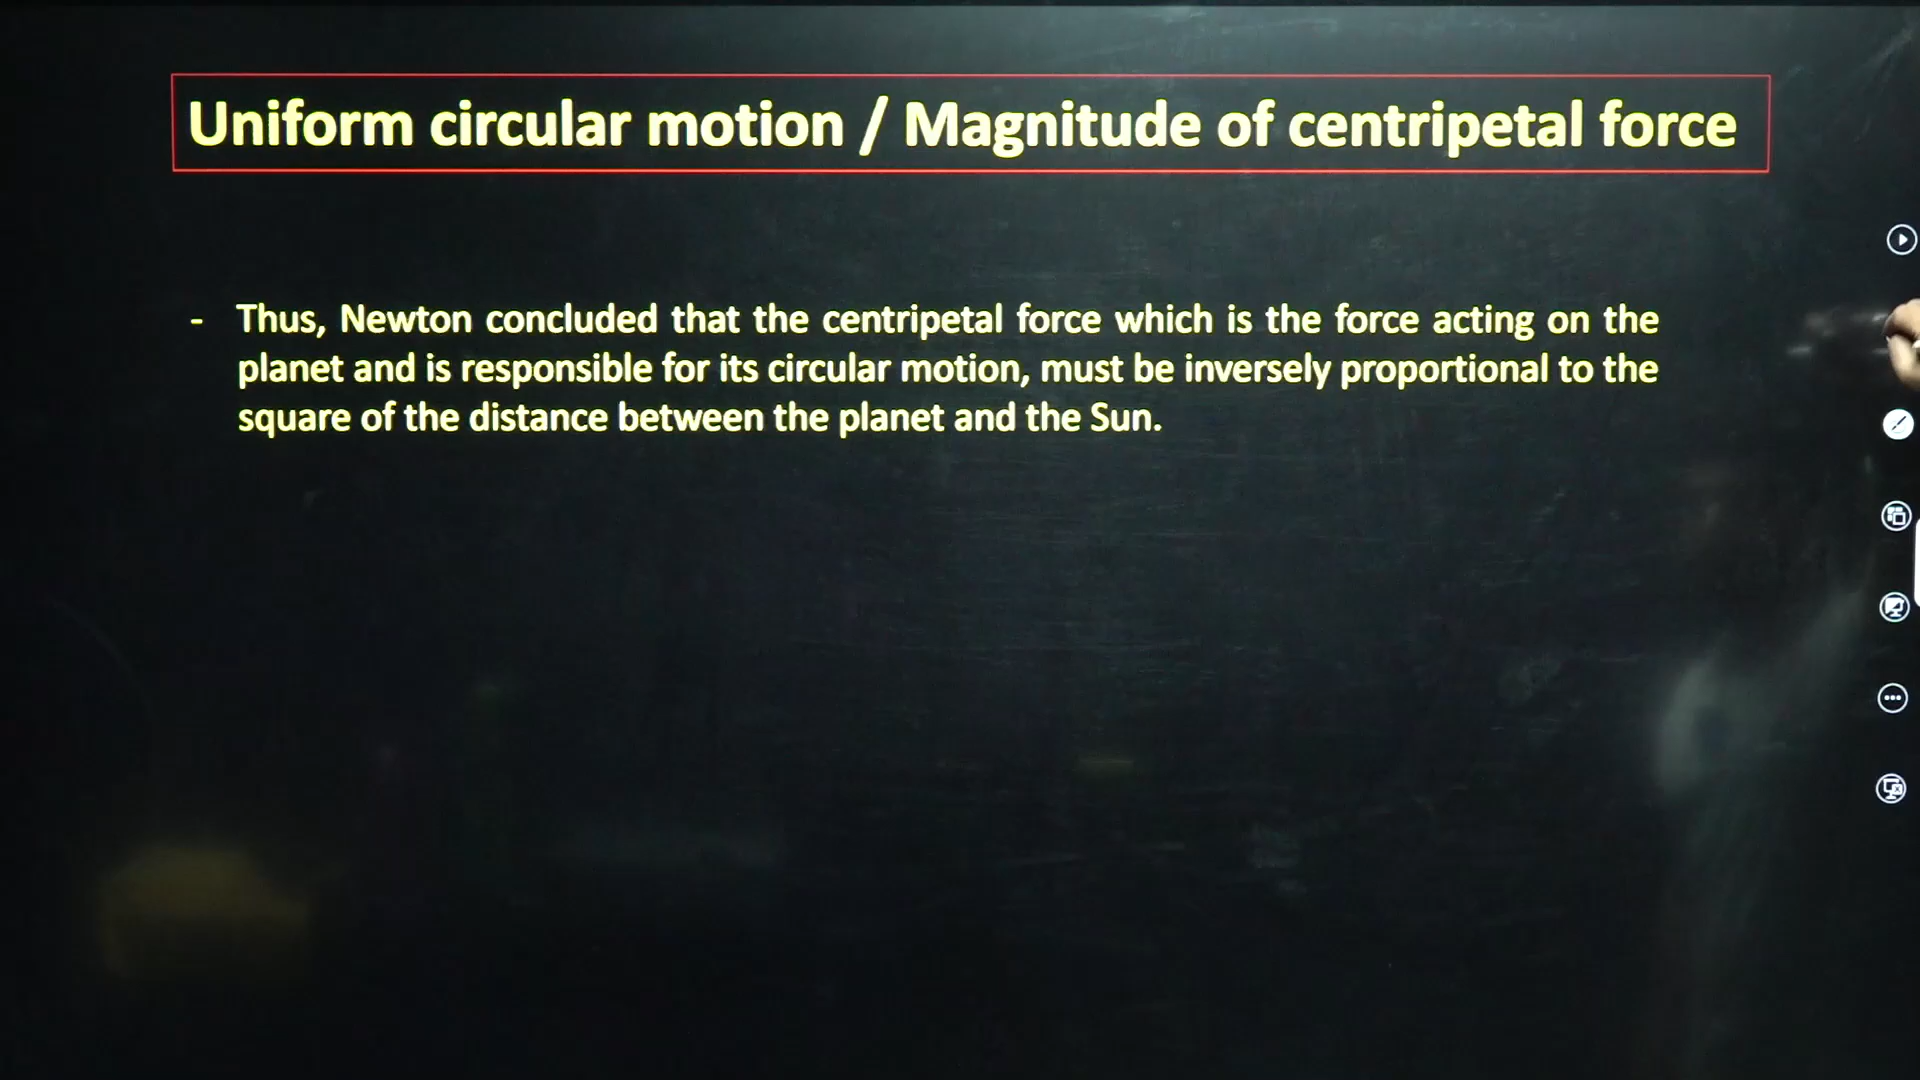 Uniform circular motion / Magnitude of centripetal force
- Thus, Newton concluded that the centripetal force which is the force acting on the
planet and is responsible for its circular motion, must be inversely proportional to the
square of the distance between the planet and the Sun.